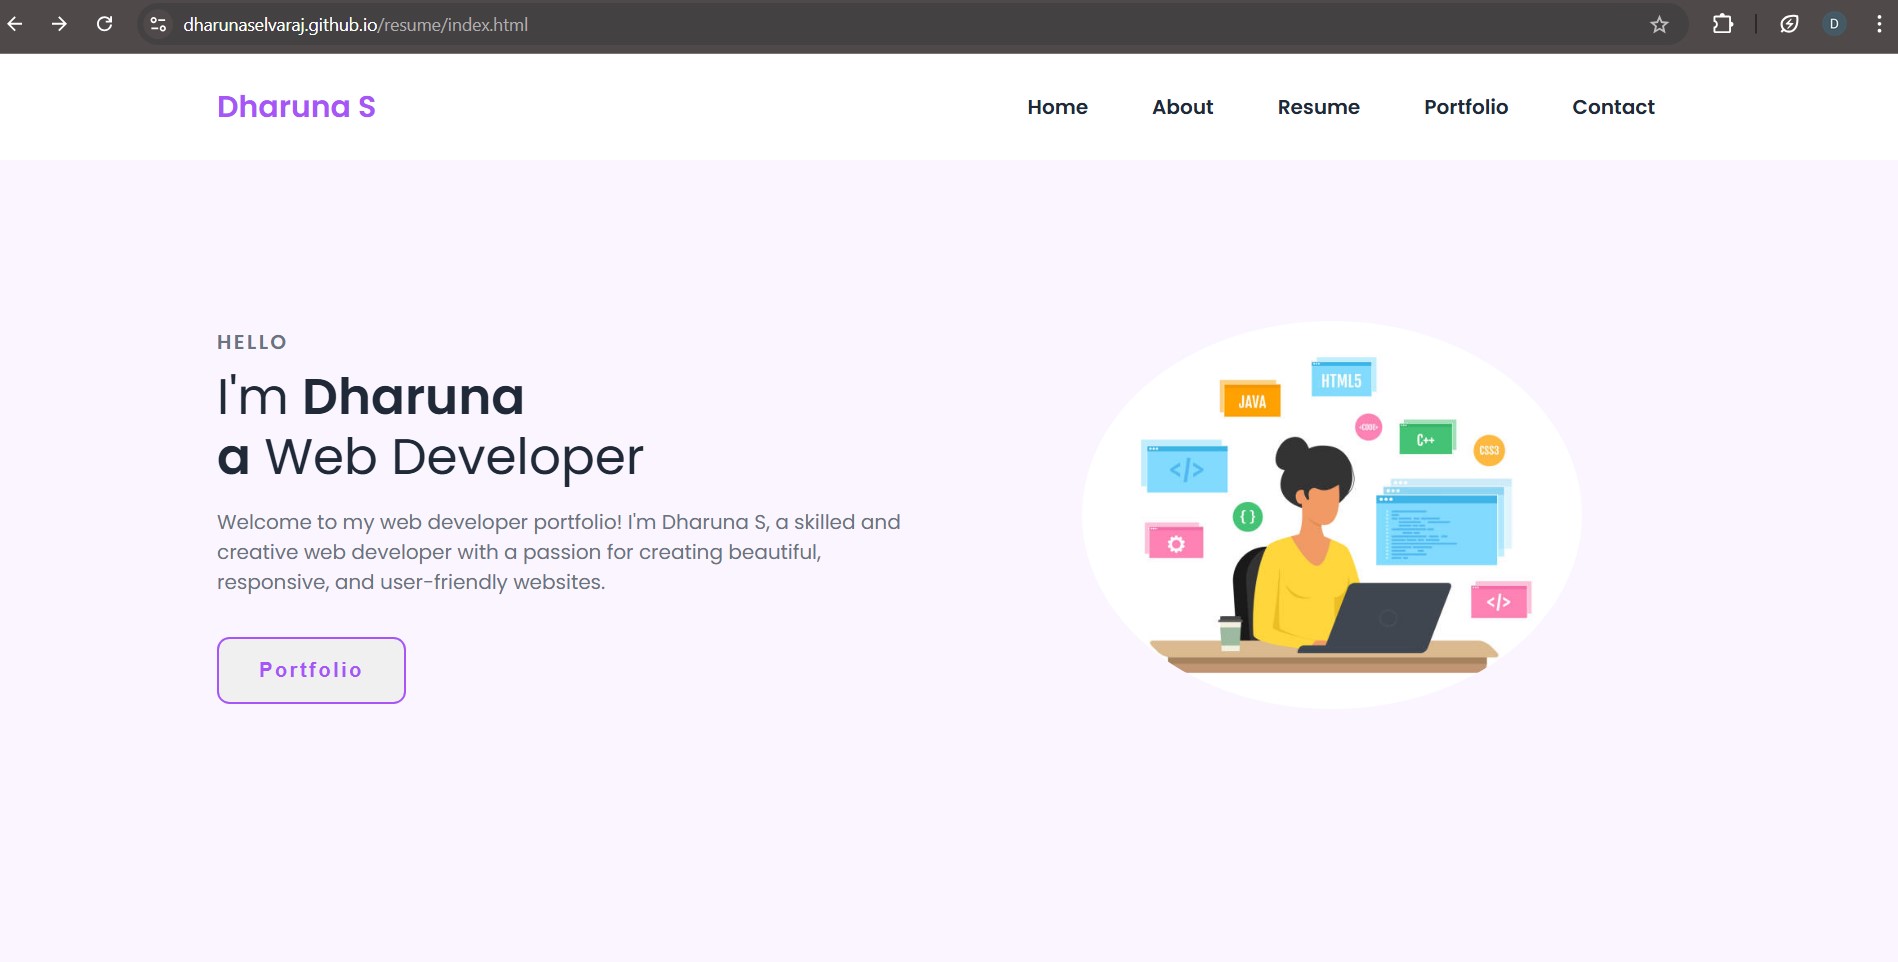 dharunaselvaraj.github.io/resume/index.html
D
Dharuna S
Home About Resume Portfolio Contact
HELLO
I'm Dharuna
a Web Developer
Welcome to my web developer portfolio! I'm Dharuna S, a skilled and
creative web developer with a passion for creating beautiful,
responsive, and user-friendly websites.
Portfolio
HTML5
JAVA
<CODE>
C++
CSS3
</>
{ }
</>